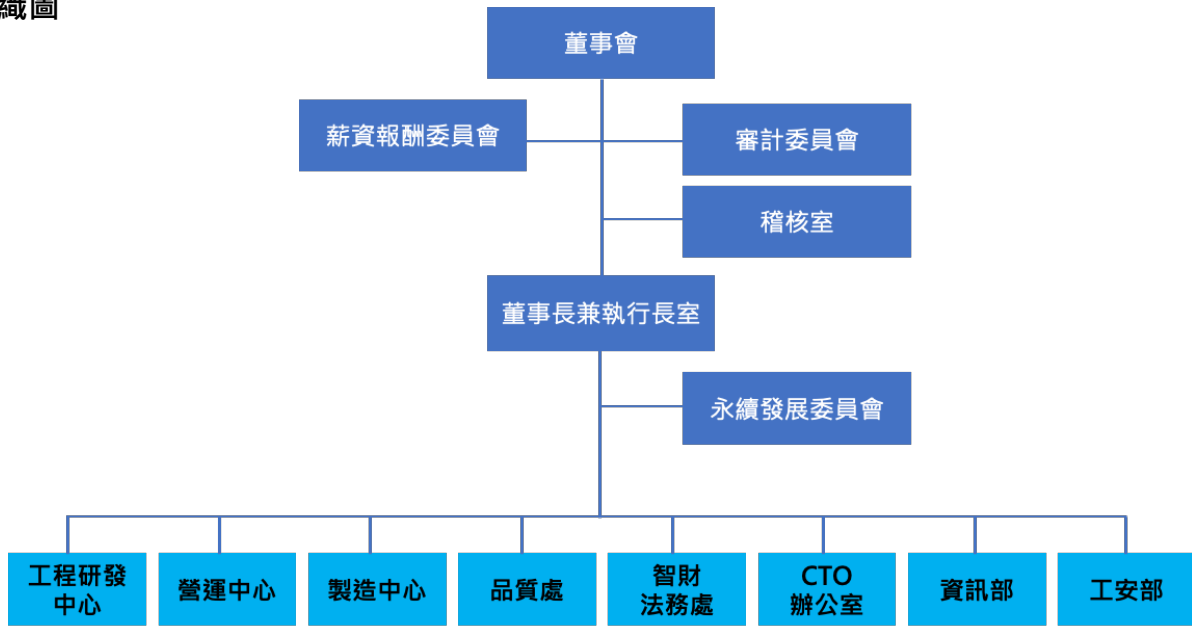 織圖
董事會
薪資報酬委員會
審計委員會
稽核室
董事長兼執行長室
永續發展委員會
工程研發
中心
營運中心
製造中心
品質處
智財
法務處
CTO
辦公室
資訊部
工安部